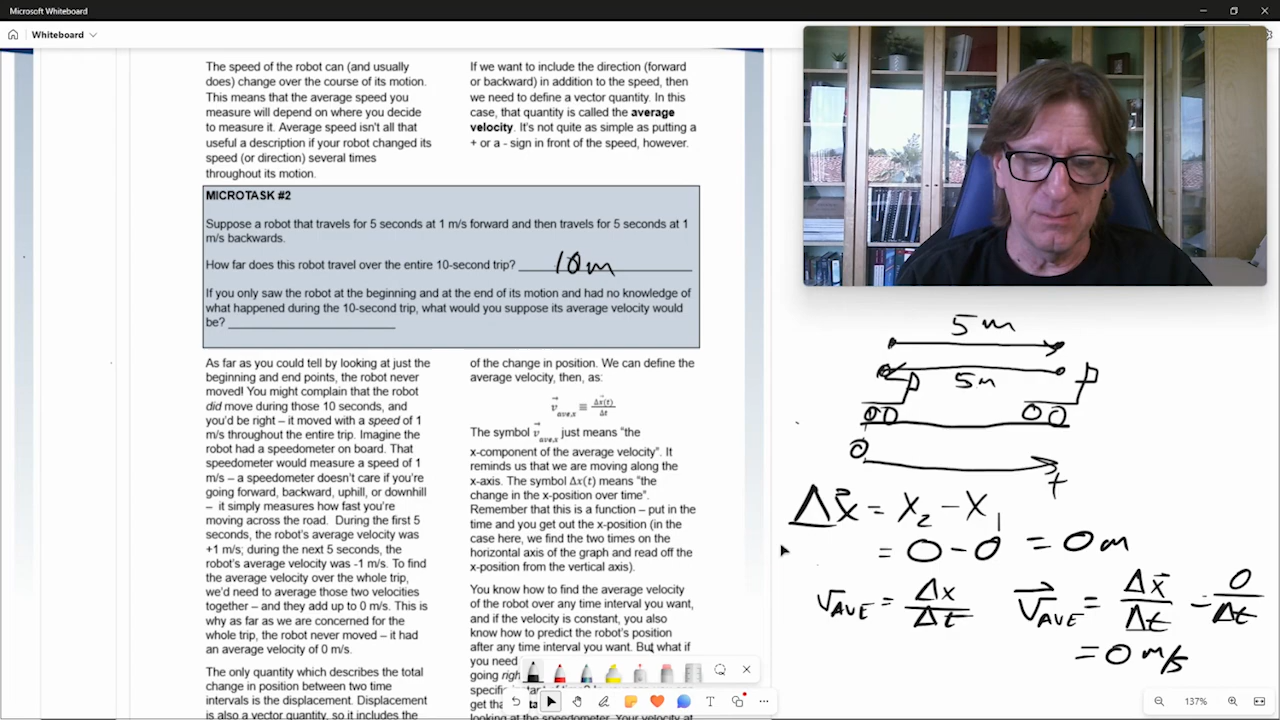 Microsoft Whiteboard
Whiteboard
The speed of the robot can (and usually
does) change over the course of its motion.
This means that the average speed you
measure will depend on where you decide
to measure it. Average speed isn't all that
useful a description if your robot changed its
speed (or direction) several times
throughout its motion.
If we want to include the direction (forward
or backward) in addition to the speed, then
we need to define a vector quantity. In this
case, that quantity is called the average
velocity. It's not quite as simple as putting a
+ or a - sign in front of the speed, however.
MICROTASK #2
Suppose a robot that travels for 5 seconds at 1 m/s forward and then travels for 5 seconds at 1
m/s backwards.
How far does this robot travel over the entire 10-second trip? 10m
If you only saw the robot at the beginning and at the end of its motion and had no knowledge of
what happened during the 10-second trip, what would you suppose its average velocity would
be?
As far as you could tell by looking at just the
beginning and end points, the robot never
moved! You might complain that the robot
did move during those 10 seconds, and
you'd be right – it moved with a speed of 1
m/s throughout the entire trip. Imagine the
robot had a speedometer on board. That
speedometer would measure a speed of 1
m/s – a speedometer doesn't care if you're
going forward, backward, uphill, or downhill
– it simply measures how fast you're
moving across the road. During the first 5
seconds, the robot's average velocity was
+1 m/s; during the next 5 seconds, the
robot's average velocity was -1 m/s. To find
the average velocity over the whole trip,
we'd need to average those two velocities
together – and they add up to 0 m/s. This is
why as far as we are concerned for the
whole trip, the robot never moved – it had
an average velocity of 0 m/s.
The only quantity which describes the total
change in position between two time
intervals is the displacement. Displacement
is also a vector quantity, so it includes the
of the change in position. We can define the
average velocity, then, as:
v⃗ave,x ≡ Δx⃗(t)/Δt
The symbol v⃗ave,x just means "the
x-component of the average velocity". It
reminds us that we are moving along the
x-axis. The symbol Δx(t) means "the
change in the x-position over time".
Remember that this is a function – put in the
time and you get out the x-position (in the
case here, we find the two times on the
horizontal axis of the graph and read off the
x-position from the vertical axis).
You know how to find the average velocity
of the robot over any time interval you want,
and if the velocity is constant, you also
know how to predict the robot's position
after any time interval you want. But what if
you need
going
specific
get tha
5m
5m
0
+
Δx⃗ = x₂ - x₁
= 0 - 0 = 0m
vAVE = Δx/Δt
v⃗AVE = Δx⃗/Δt = 0/Δt
= 0 m/s
137%